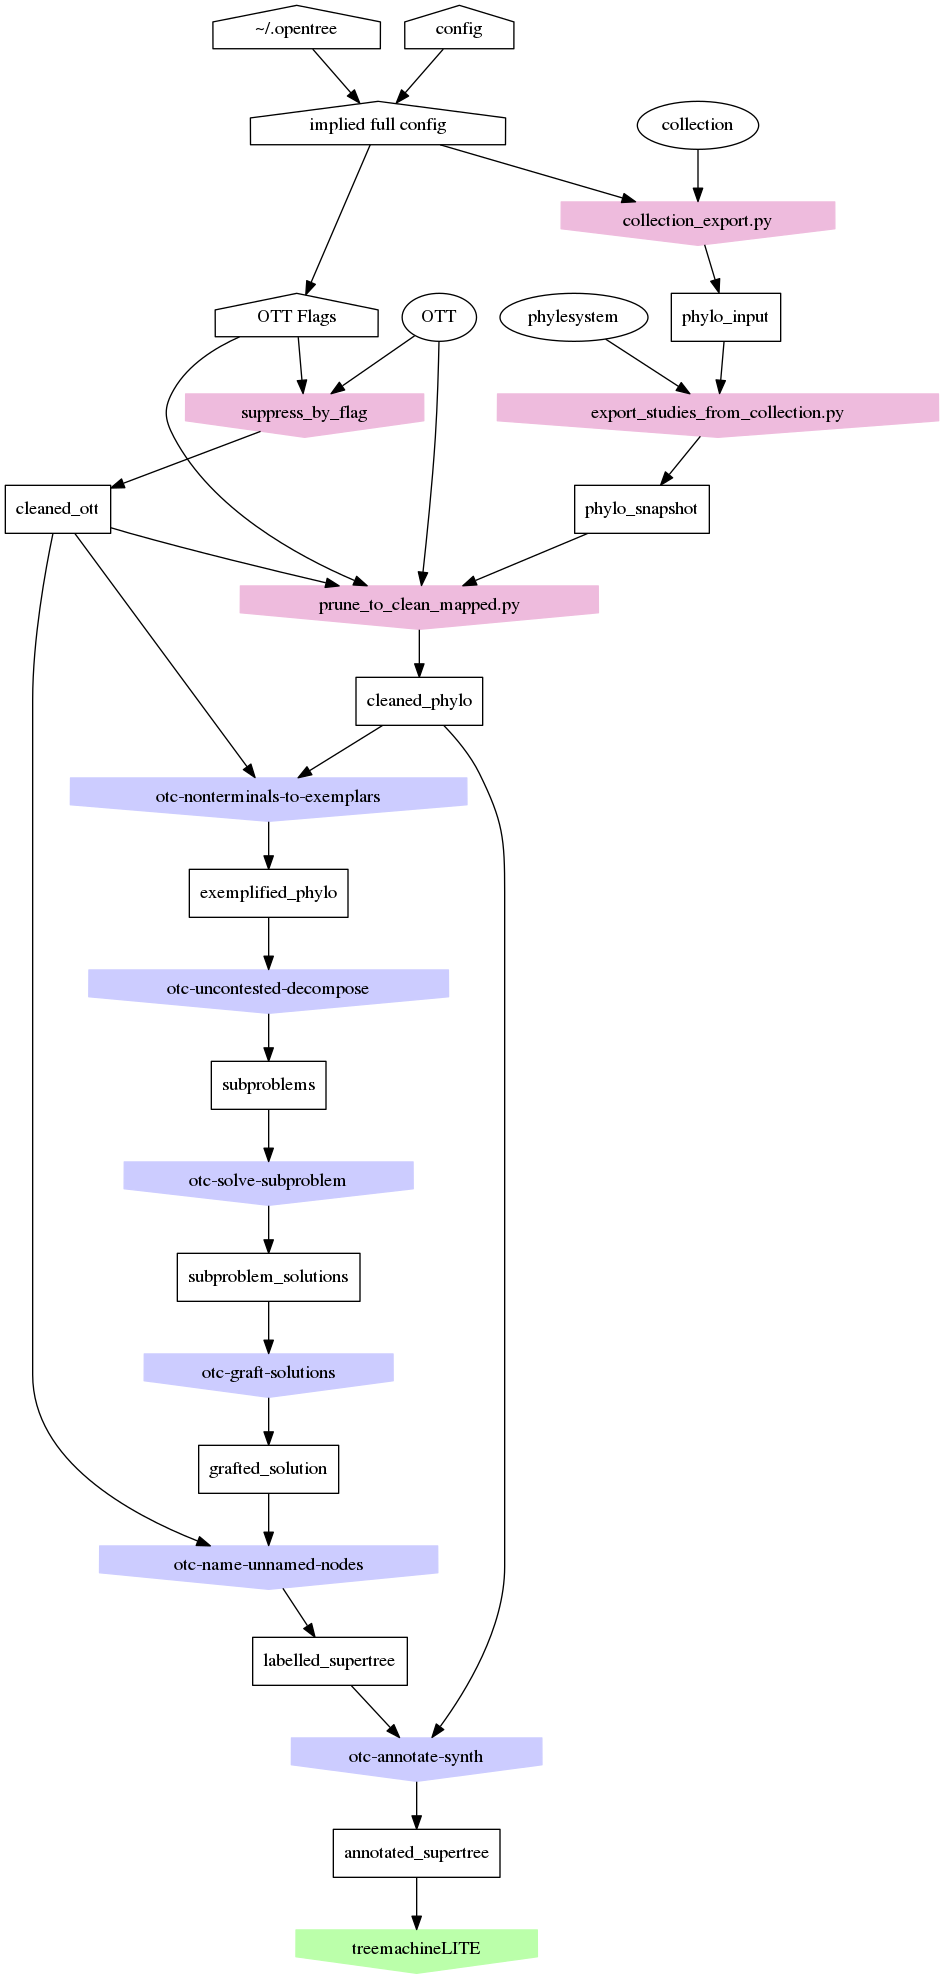 ~/.opentree
config
implied full config
collection
collection_export.py
OTT Flags
OTT
phylesystem
phylo_input
suppress_by_flag
export_studies_from_collection.py
cleaned_ott
phylo_snapshot
prune_to_clean_mapped.py
cleaned_phylo
otc-nonterminals-to-exemplars
exemplified_phylo
otc-uncontested-decompose
subproblems
otc-solve-subproblem
subproblem_solutions
otc-graft-solutions
grafted_solution
otc-name-unnamed-nodes
labelled_supertree
otc-annotate-synth
annotated_supertree
treemachineLITE